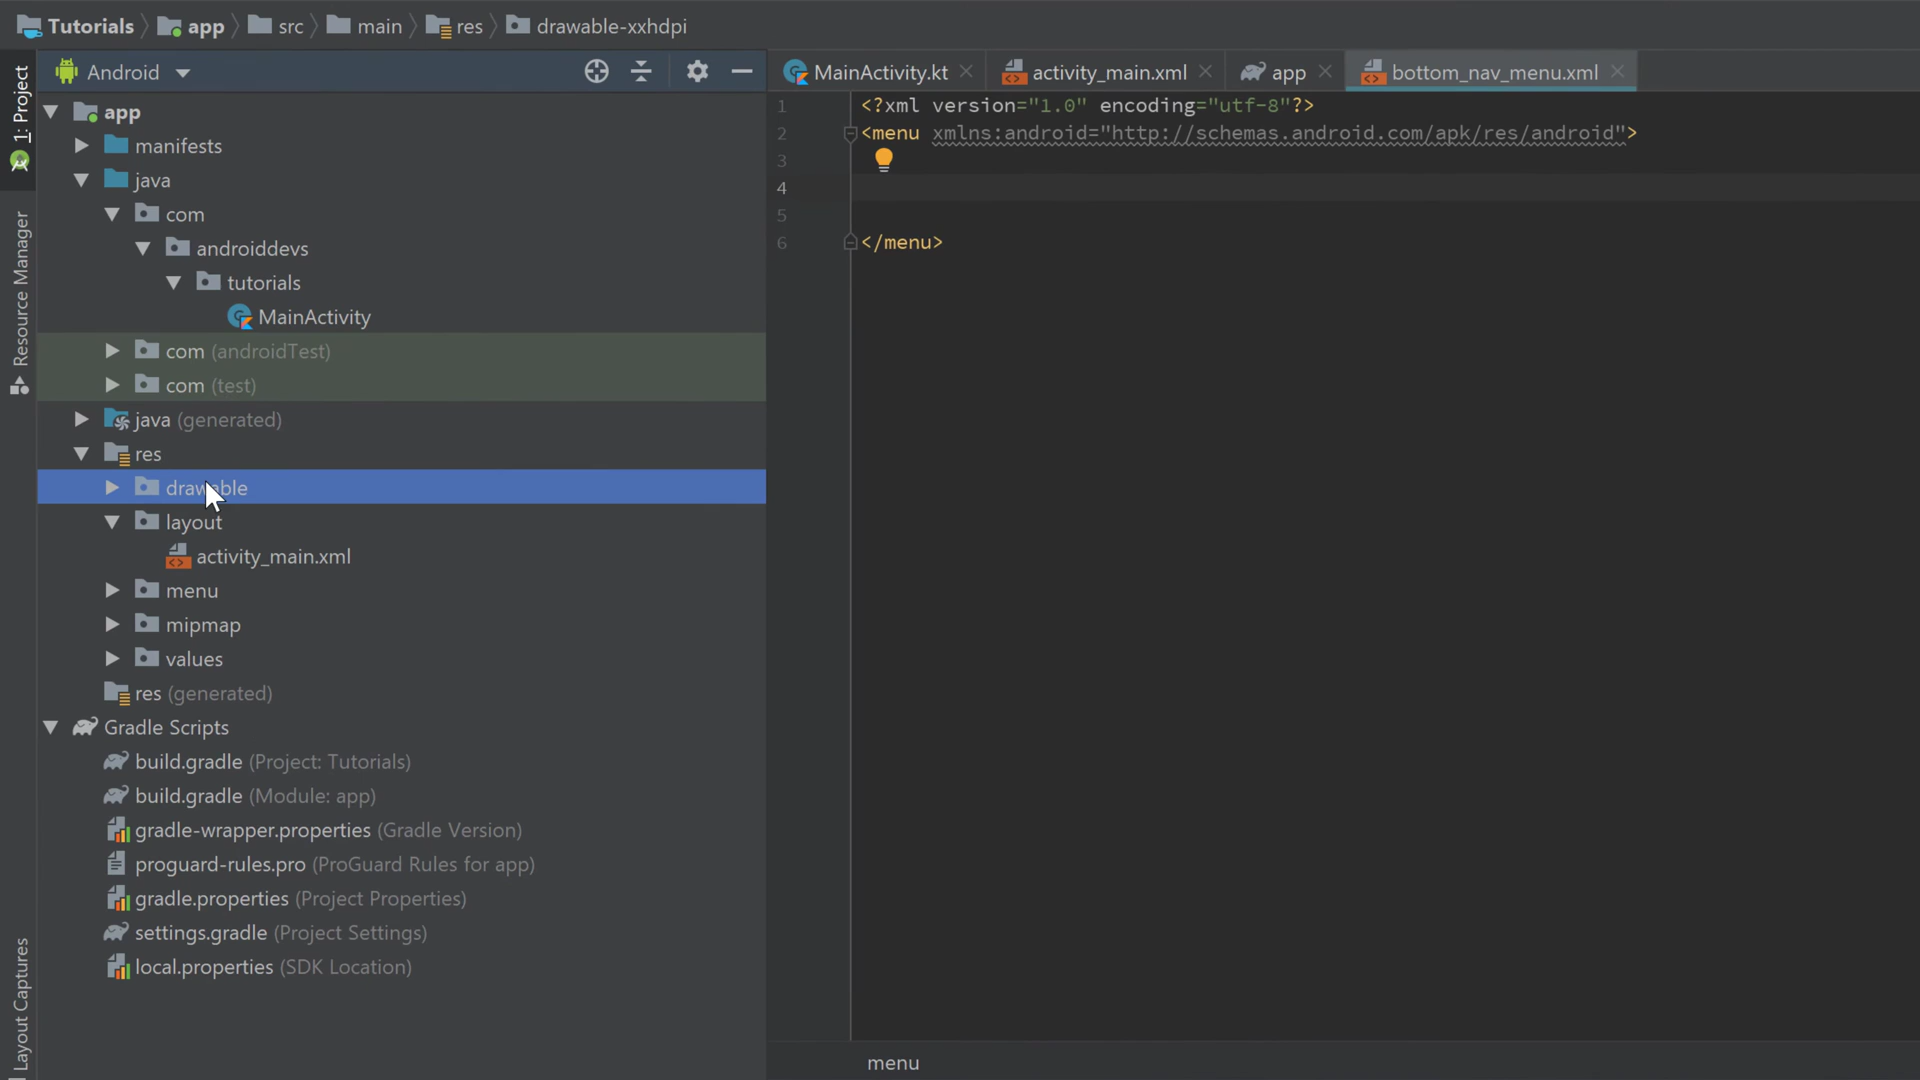 Tutorials app src main res drawable-xxhdpi
1: Project
Resource Manager
Layout Captures
Android
app
manifests
java
com
androiddevs
tutorials
MainActivity
com (androidTest)
com (test)
java (generated)
res
drawable
layout
activity_main.xml
menu
mipmap
values
res (generated)
Gradle Scripts
build.gradle (Project: Tutorials)
build.gradle (Module: app)
gradle-wrapper.properties (Gradle Version)
proguard-rules.pro (ProGuard Rules for app)
gradle.properties (Project Properties)
settings.gradle (Project Settings)
local.properties (SDK Location)
MainActivity.kt activity_main.xml app bottom_nav_menu.xml
1 <?xml version="1.0" encoding="utf-8"?>
2 <menu xmlns:android="http://schemas.android.com/apk/res/android">
3
4
5
6 </menu>
menu